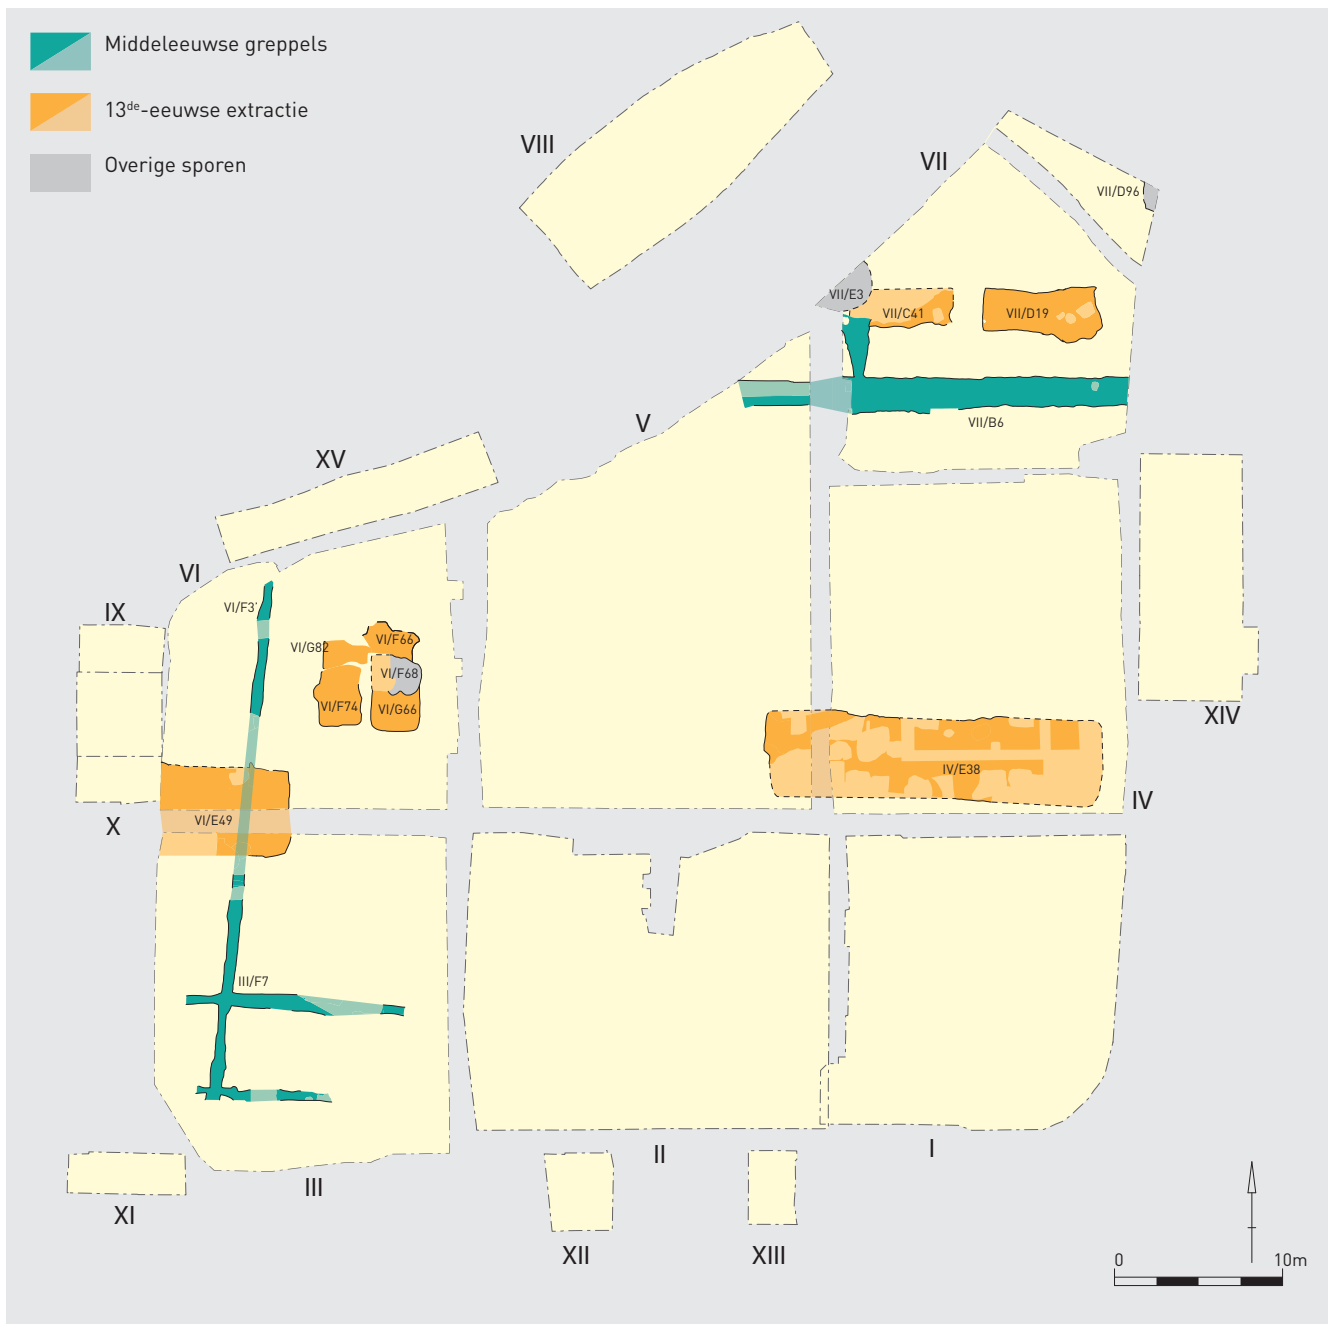 Middeleeuwse greppels
13de-eeuwse extractie
Overige sporen
VIII
VII
VII/D96
VII/E3
VII/C41
VII/D19
VII/B6
V
XV
VI
VI/F3'
IX
VI/G82
VI/F66
VI/F68
VI/F74
VI/G66
XIV
IV/E38
IV
X
VI/E49
III/F7
II
I
III
XI
XII
XIII
0 10m